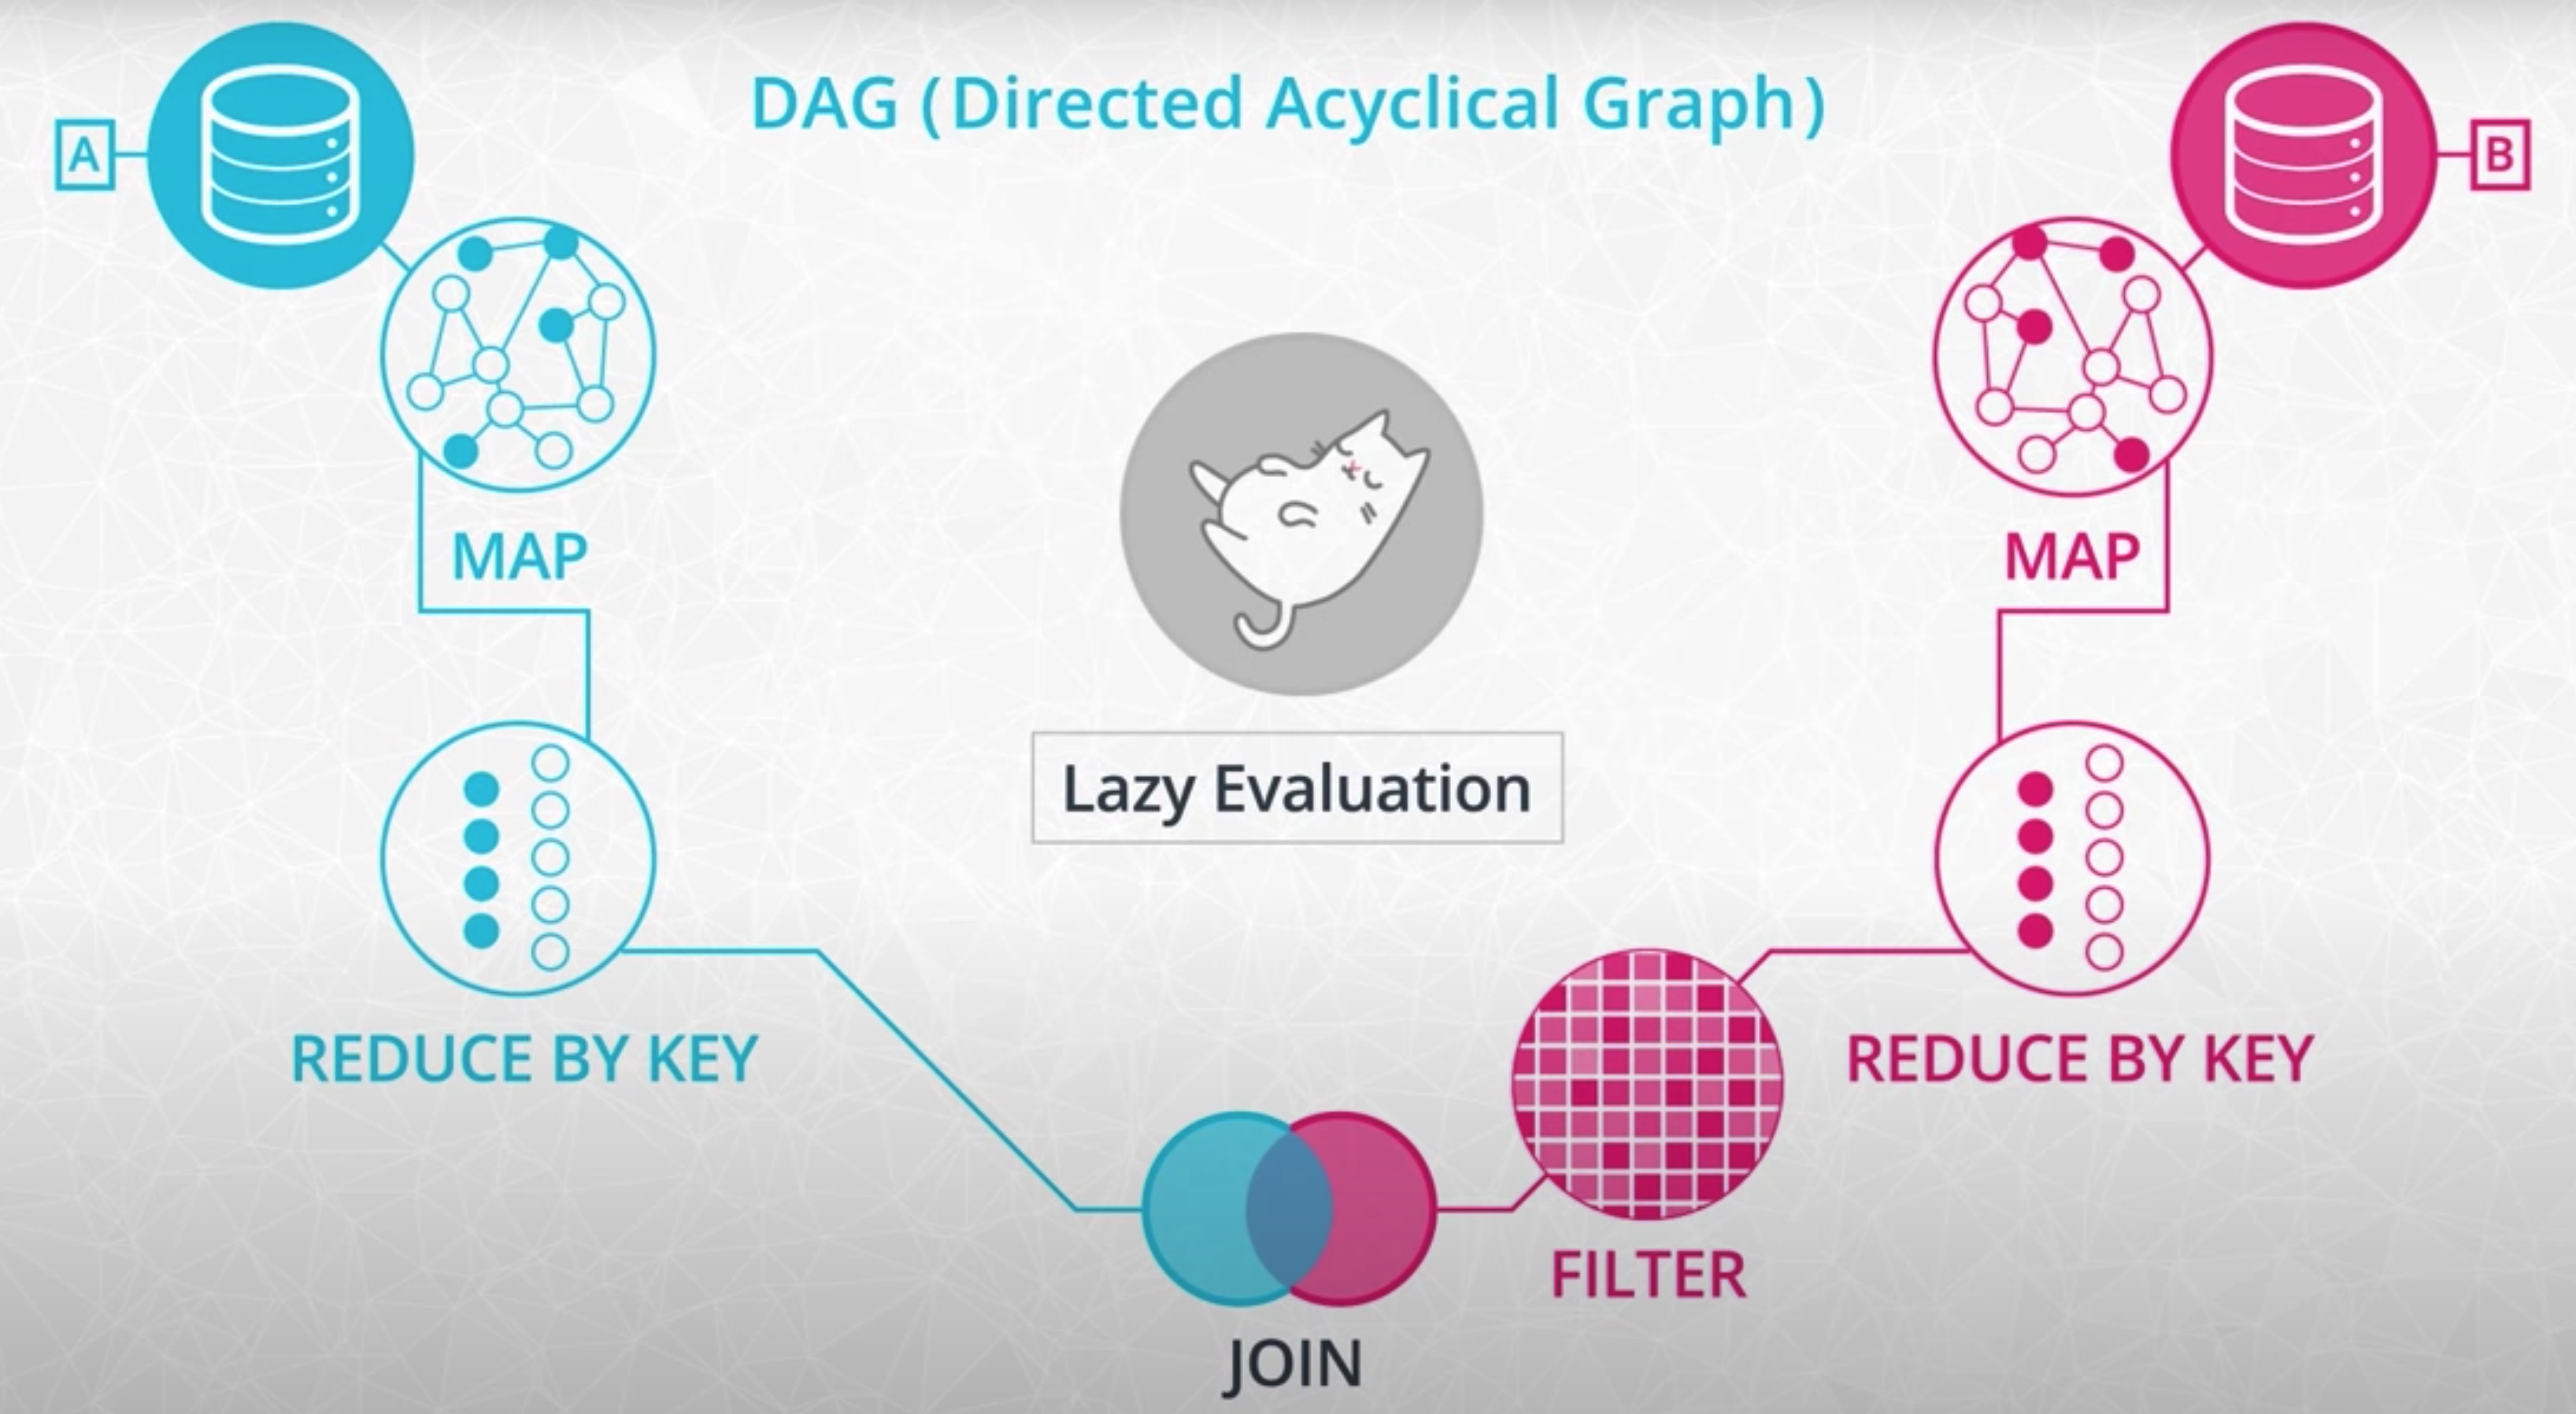 DAG (Directed Acyclical Graph)
A
B
MAP
MAP
Lazy Evaluation
REDUCE BY KEY
REDUCE BY KEY
FILTER
JOIN